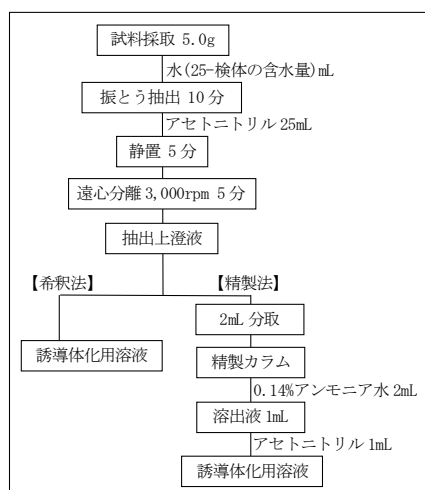 試料採取 5.0g
水(25-検体の含水量)mL
振とう抽出 10分
アセトニトリル 25mL
静置 5分
遠心分離 3,000rpm 5分
抽出上澄液
【希釈法】 【精製法】
2mL 分取
誘導体化用溶液
精製カラム
0.14%アンモニア水 2mL
溶出液 1mL
アセトニトリル 1mL
誘導体化用溶液